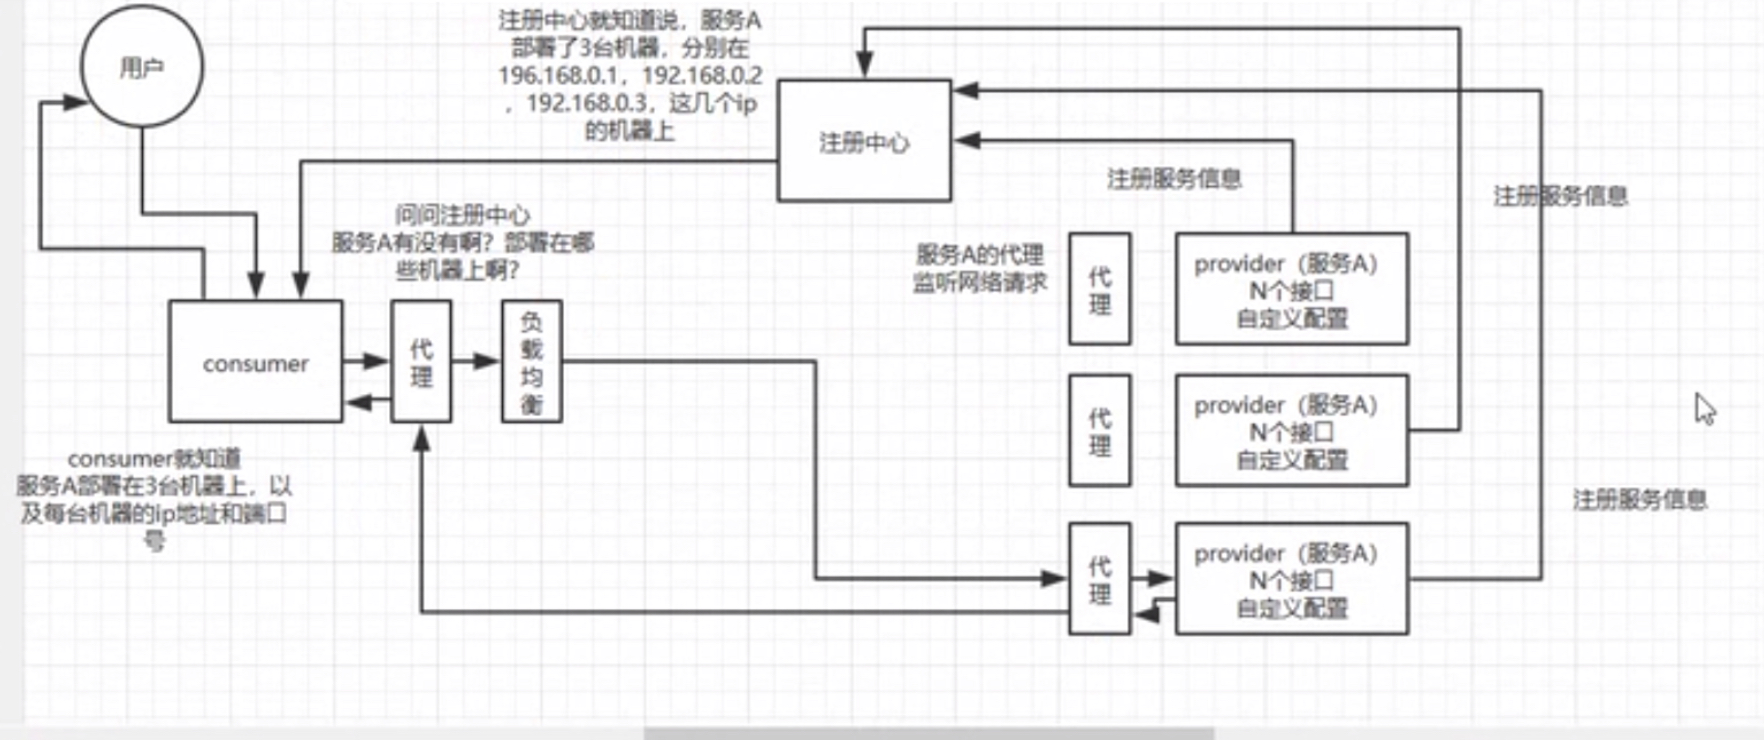 用户
注册中心就知道说，服务A
部署了3台机器，分别在
196.168.0.1，192.168.0.2
，192.168.0.3，这几个ip
的机器上
注册中心
注册服务信息
注册服务信息
问问注册中心
服务A有没有啊？部署在哪
些机器上啊？
服务A的代理
监听网络请求
代
理
provider（服务A）
N个接口
自定义配置
consumer
代
理
负
载
均
衡
代
理
provider（服务A）
N个接口
自定义配置
consumer就知道
服务A部署在3台机器上，以
及每台机器的ip地址和端口
号
注册服务信息
代
理
provider（服务A）
N个接口
自定义配置